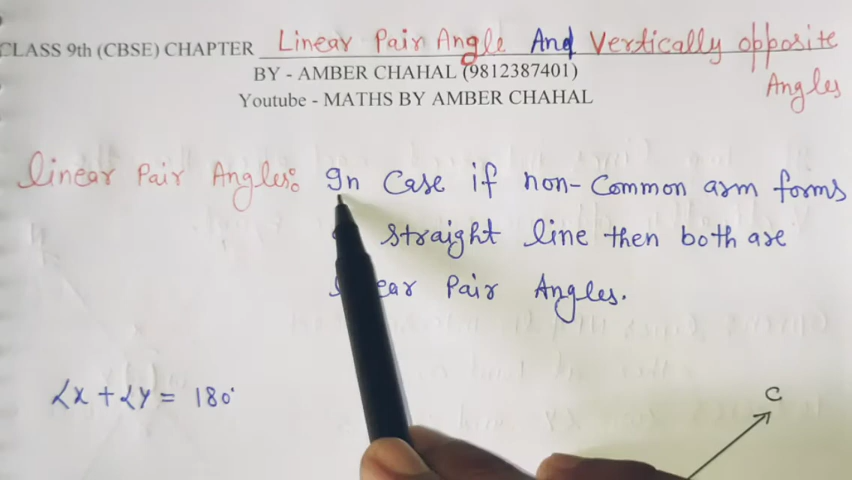 CLASS 9th (CBSE) CHAPTER Linear Pair Angle And Vertically opposite
Angles
BY - AMBER CHAHAL (9812387401)
Youtube - MATHS BY AMBER CHAHAL
Linear Pair Angles: In Case if non-Common arm forms
straight line then both are
Pair Angles.
∠x + ∠y = 180°
C